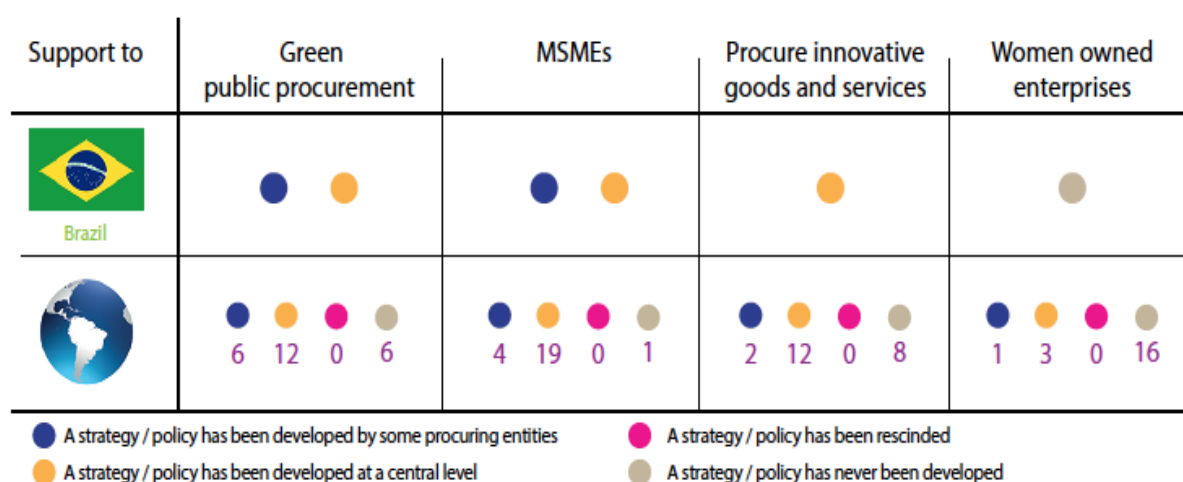 Support to
Green
public procurement
MSMEs
Procure innovative
goods and services
Women owned
enterprises
Brazil
6 12 0 6
4 19 0 1
2 12 0 8
1 3 0 16
A strategy / policy has been developed by some procuring entities
A strategy / policy has been rescinded
A strategy / policy has been developed at a central level
A strategy / policy has never been developed